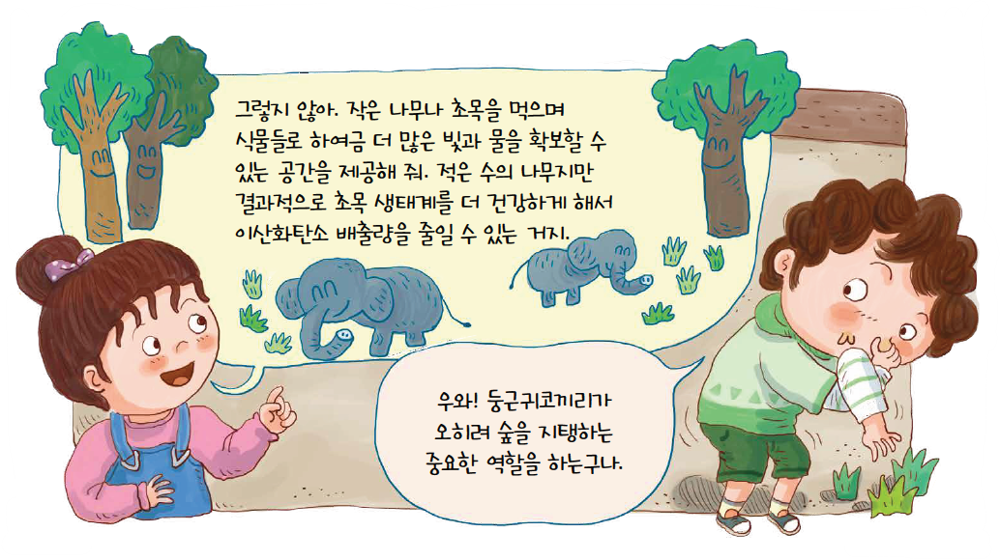 그렇지 않아. 작은 나무나 초목을 먹으며
식물들로 하여금 더 많은 빛과 물을 확보할 수
있는 공간을 제공해 줘. 적은 수의 나무지만
결과적으로 초목 생태계를 더 건강하게 해서
이산화탄소 배출량을 줄일 수 있는 거지.
우와! 둥근귀코끼리가
오히려 숲을 지탱하는
중요한 역할을 하는구나.